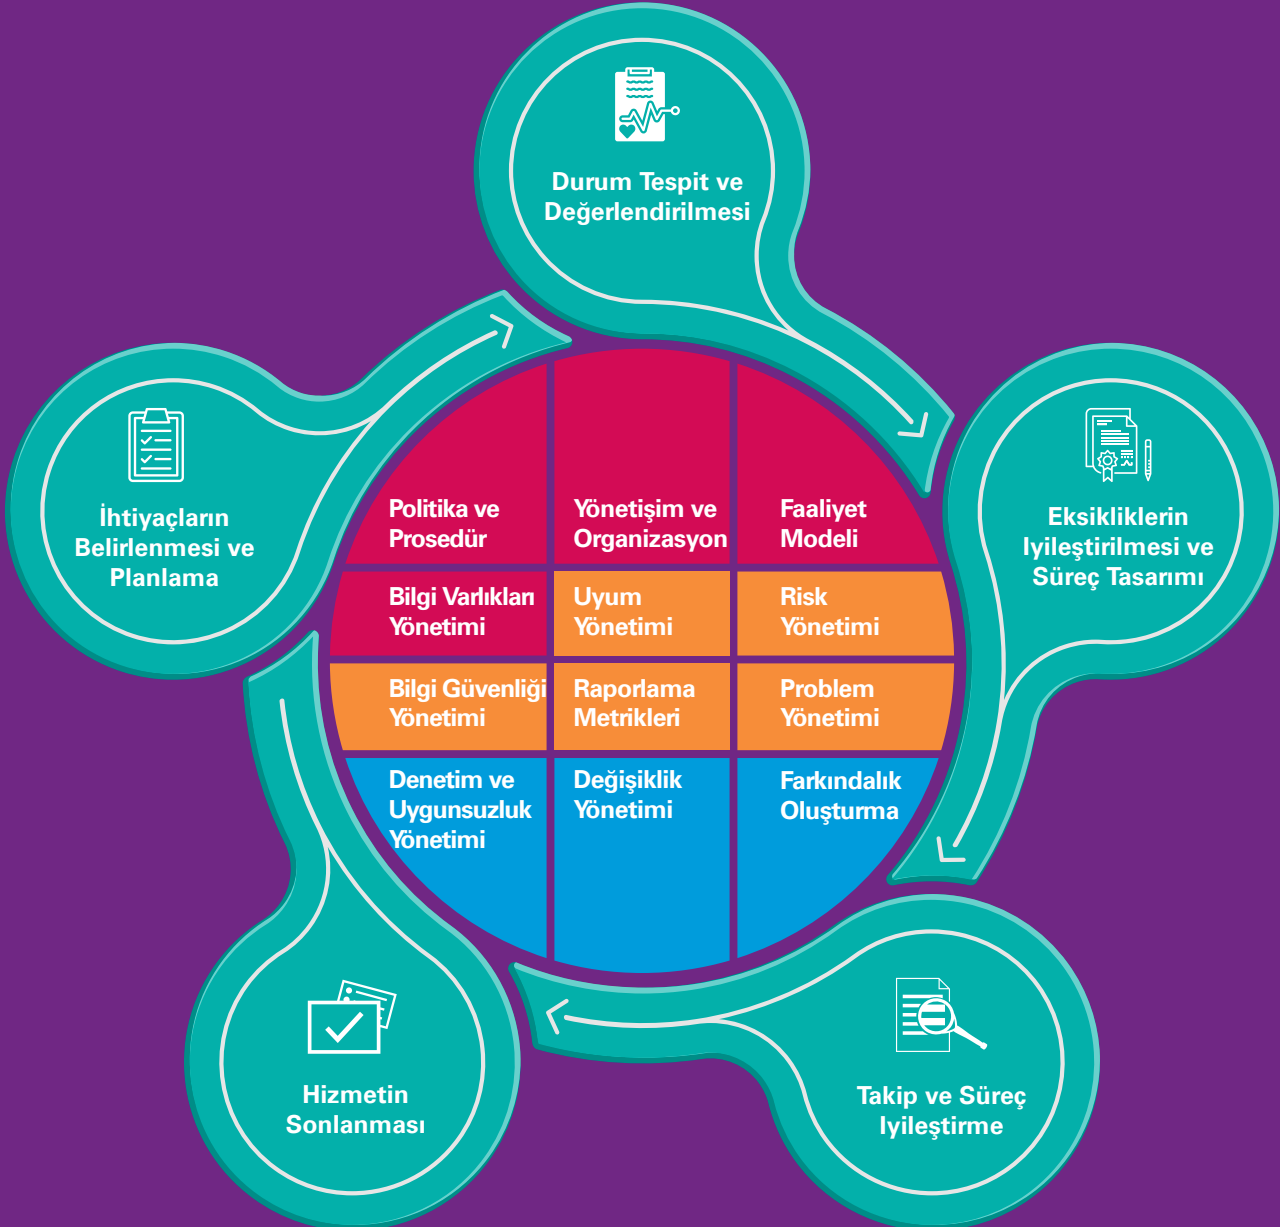 Durum Tespit ve
Değerlendirilmesi
İhtiyaçların
Belirlenmesi ve
Planlama
Eksikliklerin
Iyileştirilmesi ve
Süreç Tasarımı
Politika ve
Prosedür
Yönetişim ve
Organizasyon
Faaliyet
Modeli
Bilgi Varlıkları
Yönetimi
Uyum
Yönetimi
Risk
Yönetimi
Bilgi Güvenliği
Yönetimi
Raporlama
Metrikleri
Problem
Yönetimi
Denetim ve
Uygunsuzluk
Yönetimi
Değişiklik
Yönetimi
Farkındalık
Oluşturma
Hizmetin
Sonlanması
Takip ve Süreç
Iyileştirme